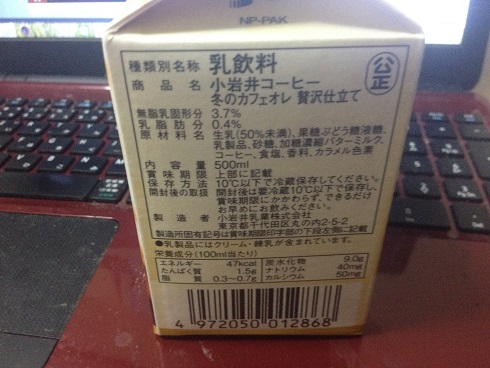 NP-PAK
種類別名称 乳飲料
公正
商品名 小岩井コーヒー
冬のカフェオレ 贅沢仕立て
無脂乳固形分 3.7%
乳脂肪分 0.4%
原材料名 生乳(50%未満)、果糖ぶどう糖液糖、
乳製品、砂糖、加糖濃縮バターミルク、
コーヒー、食塩、香料、カラメル色素
内容量 500ml
賞味期限 上部に記載
保存方法 10℃以下で冷蔵保存してください。
開封後の取扱 開封後は要冷蔵10℃以下で保存し、
賞味期限にかかわらず、できるだけ
お早めにお飲みください。
製造者 小岩井乳業株式会社
東京都千代田区丸の内2-5-2
製造所固有記号は賞味期限印字部の下段左側に記載
●乳製品にはクリーム・練乳が含まれています。
栄養成分(100ml当たり)
エネルギー 47kcal 炭水化物 9.0g
たんぱく質 1.5g ナトリウム 40mg
脂質 0.3~0.7g カルシウム 50mg
4 972050 012868